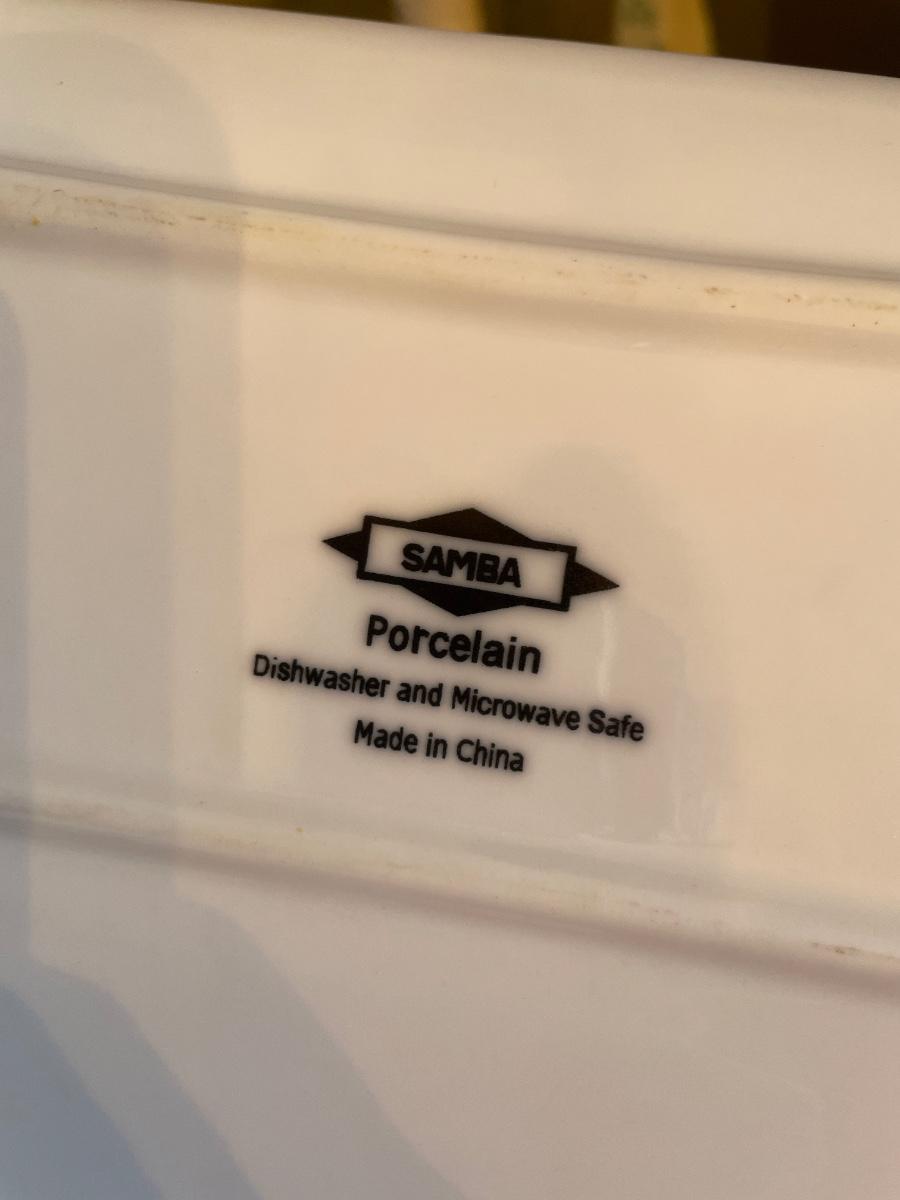 SAMBA
Porcelain
Dishwasher and Microwave Safe
Made in China